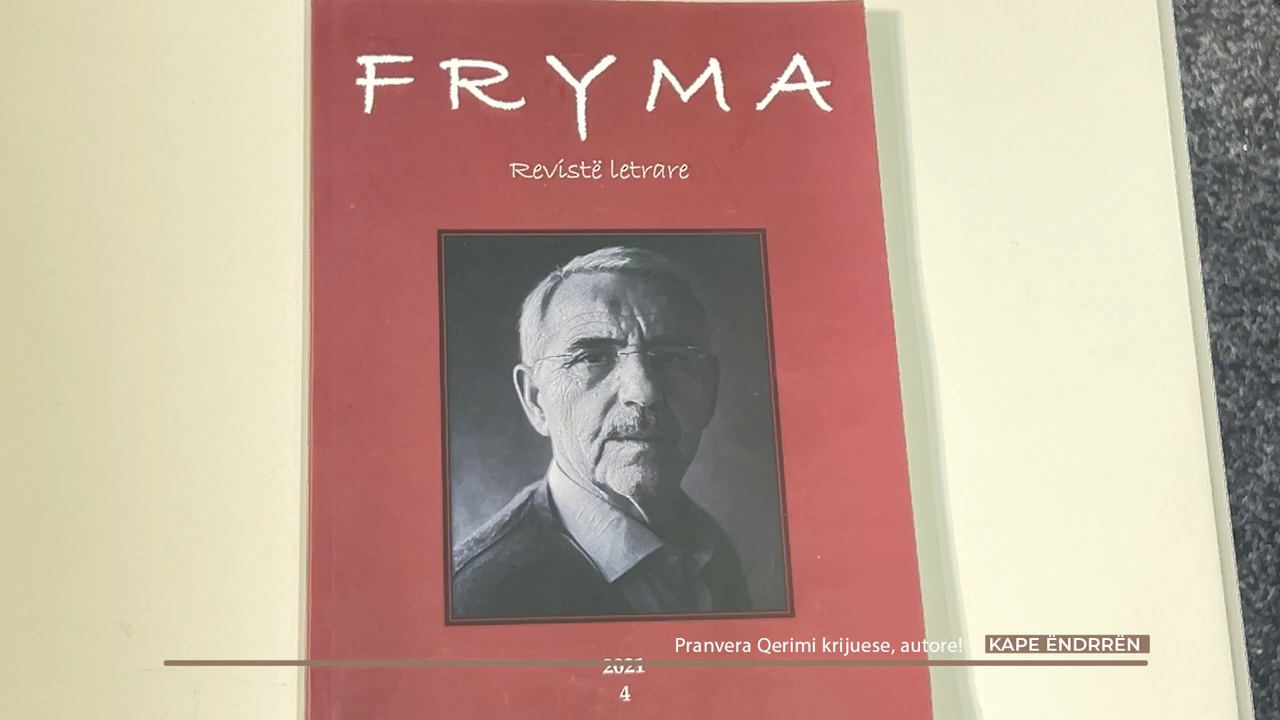 FRYMA
Revistë letrare
Pranvera Qerimi krijuese, autore!
KAPE ËNDRRËN
2021
4